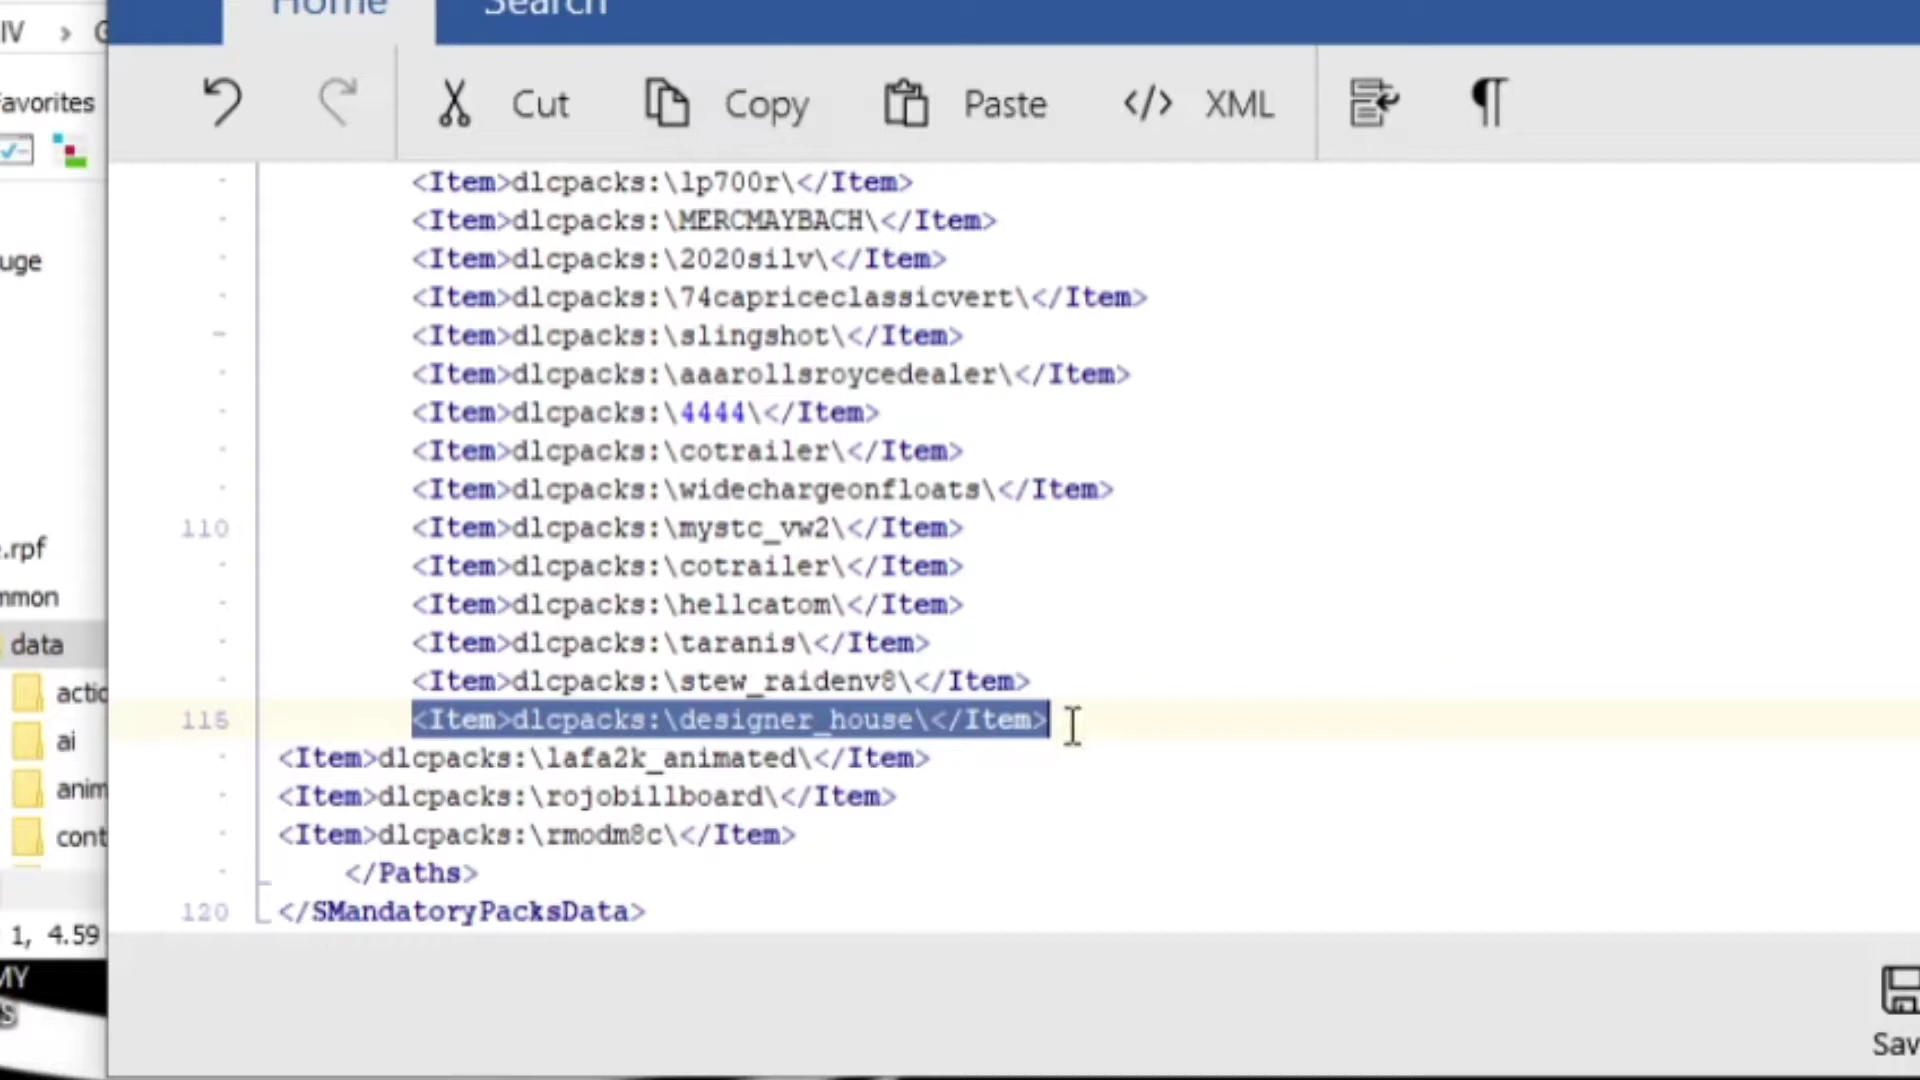 IV > G
Home Search
Favorites
Cut Copy Paste </> XML ¶
<Item>dlcpacks:\lp700r\</Item>
<Item>dlcpacks:\MERCMAYBACH\</Item>
uge
<Item>dlcpacks:\2020silv\</Item>
<Item>dlcpacks:\74capriceclassicvert\</Item>
<Item>dlcpacks:\slingshot\</Item>
<Item>dlcpacks:\aaarollsroycedealer\</Item>
<Item>dlcpacks:\4444\</Item>
<Item>dlcpacks:\cotrailer\</Item>
<Item>dlcpacks:\widechargeonfloats\</Item>
110 <Item>dlcpacks:\mystc_vw2\</Item>
e.rpf
<Item>dlcpacks:\cotrailer\</Item>
mmon
<Item>dlcpacks:\hellcatom\</Item>
data
<Item>dlcpacks:\taranis\</Item>
actio
<Item>dlcpacks:\stew_raidenv8\</Item>
115 <Item>dlcpacks:\designer_house\</Item>
ai
<Item>dlcpacks:\lafa2k_animated\</Item>
anim
<Item>dlcpacks:\rojobillboard\</Item>
cont
<Item>dlcpacks:\rmodm8c\</Item>
</Paths>
120 </SMandatoryPacksData>
1, 4.59
MY
S
Sav